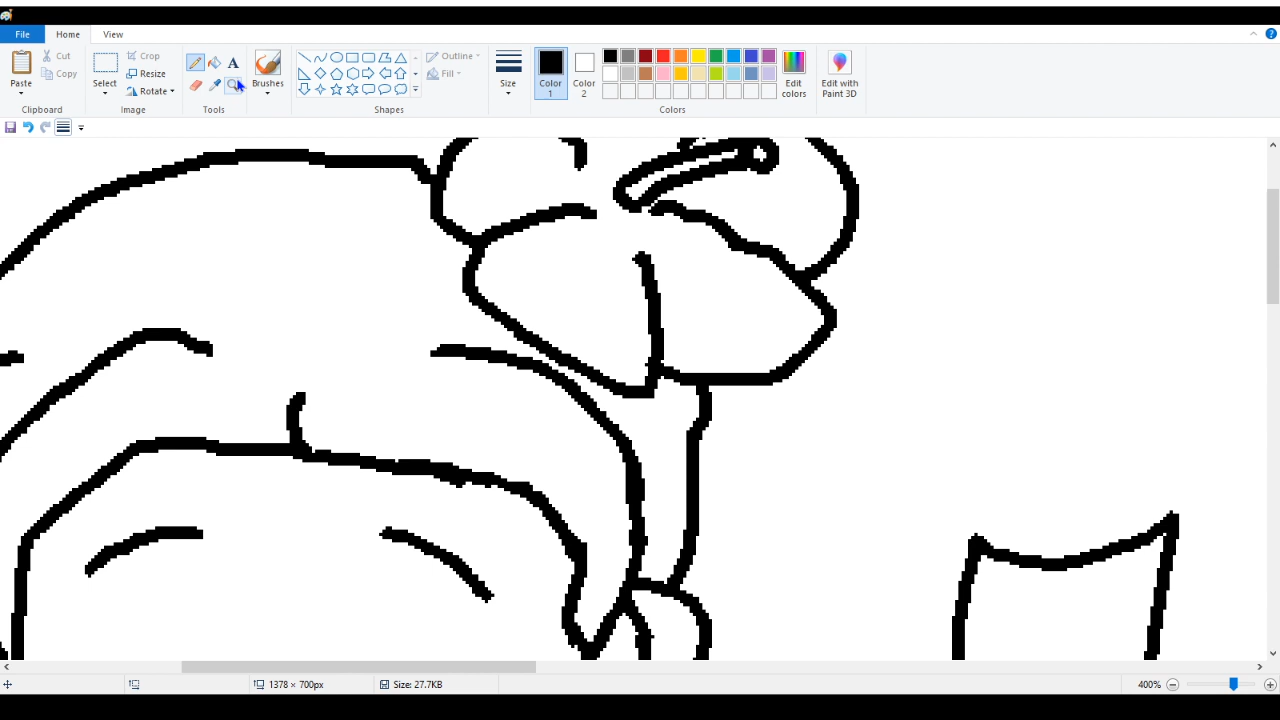 File Home View
Paste Cut Copy Clipboard
Select Crop Resize Rotate Image
Tools
Brushes
Shapes Outline Fill
Size
Color 1 Color 2 Edit colors Colors
Edit with Paint 3D
1378 × 700px Size: 27.7KB 400%